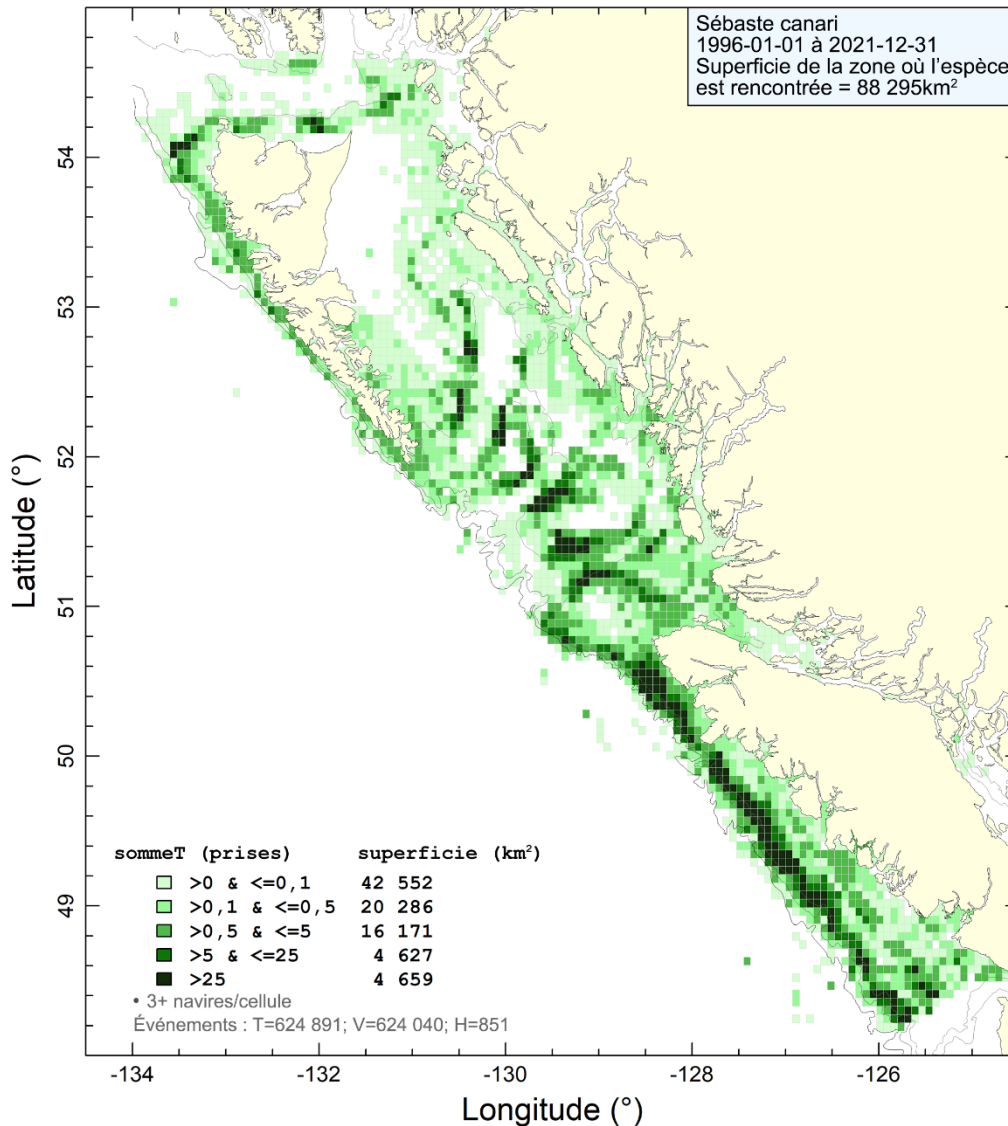 Sébaste canari
1996-01-01 à 2021-12-31
Superficie de la zone où l'espèce
est rencontrée = 88 295km²
54
53
52
51
50
49
Latitude (°)
sommeT (prises) superficie (km²)
>0 & <=0,1 42 552
>0,1 & <=0,5 20 286
>0,5 & <=5 16 171
>5 & <=25 4 627
>25 4 659
• 3+ navires/cellule
Événements : T=624 891; V=624 040; H=851
-134 -132 -130 -128 -126
Longitude (°)